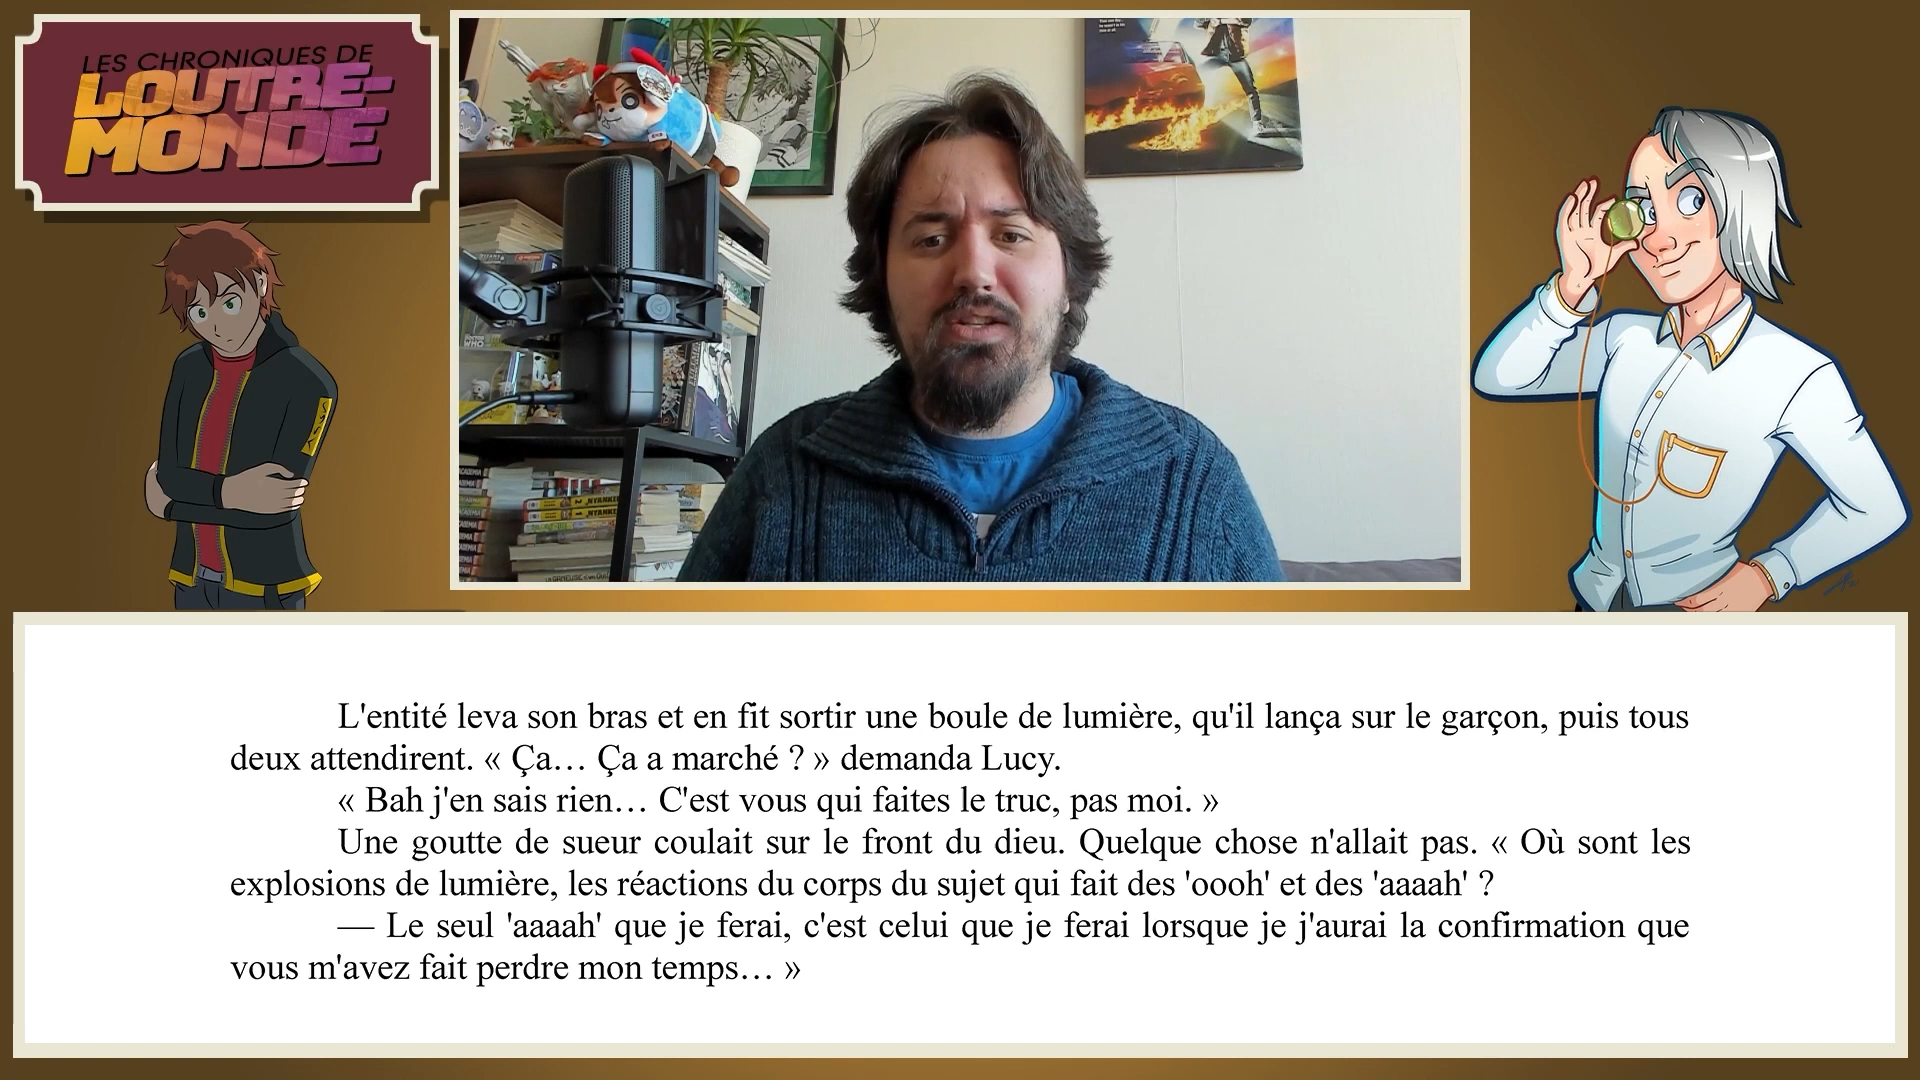 LES CHRONIQUES DE
LOUTRE-
MONDE
DOCTOR
WHO
L'entité leva son bras et en fit sortir une boule de lumière, qu'il lança sur le garçon, puis tous
deux attendirent. « Ça… Ça a marché ? » demanda Lucy.
« Bah j'en sais rien… C'est vous qui faites le truc, pas moi. »
Une goutte de sueur coulait sur le front du dieu. Quelque chose n'allait pas. « Où sont les
explosions de lumière, les réactions du corps du sujet qui fait des 'oooh' et des 'aaaah' ?
— Le seul 'aaaah' que je ferai, c'est celui que je ferai lorsque je j'aurai la confirmation que
vous m'avez fait perdre mon temps… »